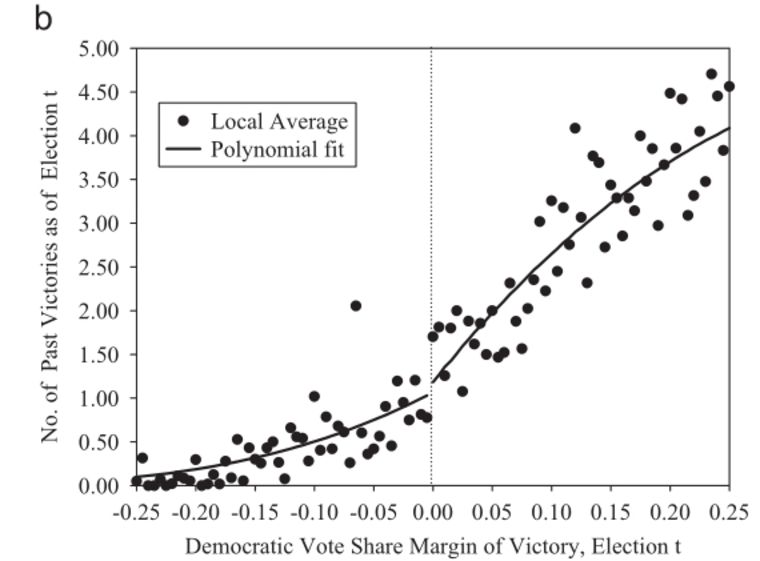 b
5.00
4.50
4.00
3.50
3.00
2.50
2.00
1.50
1.00
0.50
0.00
No. of Past Victories as of Election t
Local Average
Polynomial fit
-0.25 -0.20 -0.15 -0.10 -0.05 0.00 0.05 0.10 0.15 0.20 0.25
Democratic Vote Share Margin of Victory, Election t